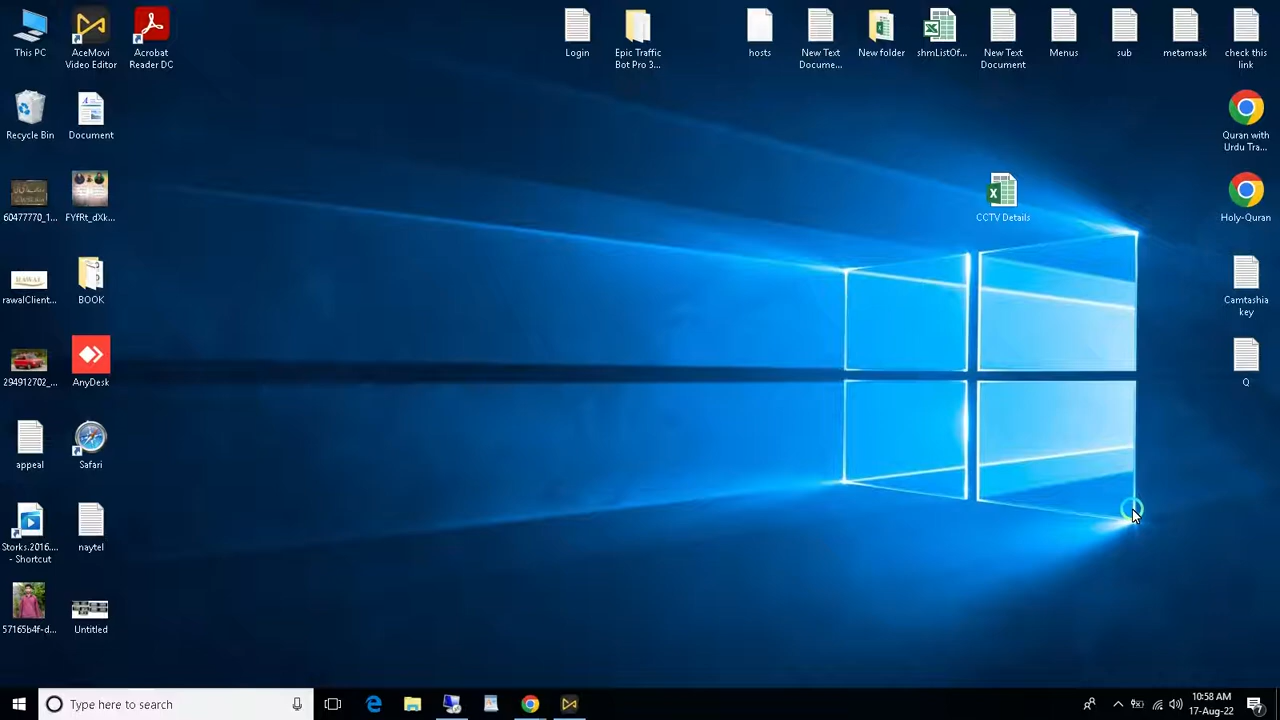 This PC
AceMovi
Video Editor
Acrobat
Reader DC
Login
Epic Traffic
Bot Pro 3...
hosts
New Text
Docume...
New folder
shmListOf...
New Text
Document
Menus
sub
metamask
check this
link
Recycle Bin
Document
Quran with
Urdu Tra...
60477770_1...
FYfRt_dXk...
CCTV Details
Holy-Quran
RAWAL
rawalClient...
BOOK
Camtashia
key
294912702_...
AnyDesk
Q
appeal
Safari
Storks.2016....
- Shortcut
naytel
57165b4f-d...
Untitled
Type here to search
10:58 AM
17-Aug-22